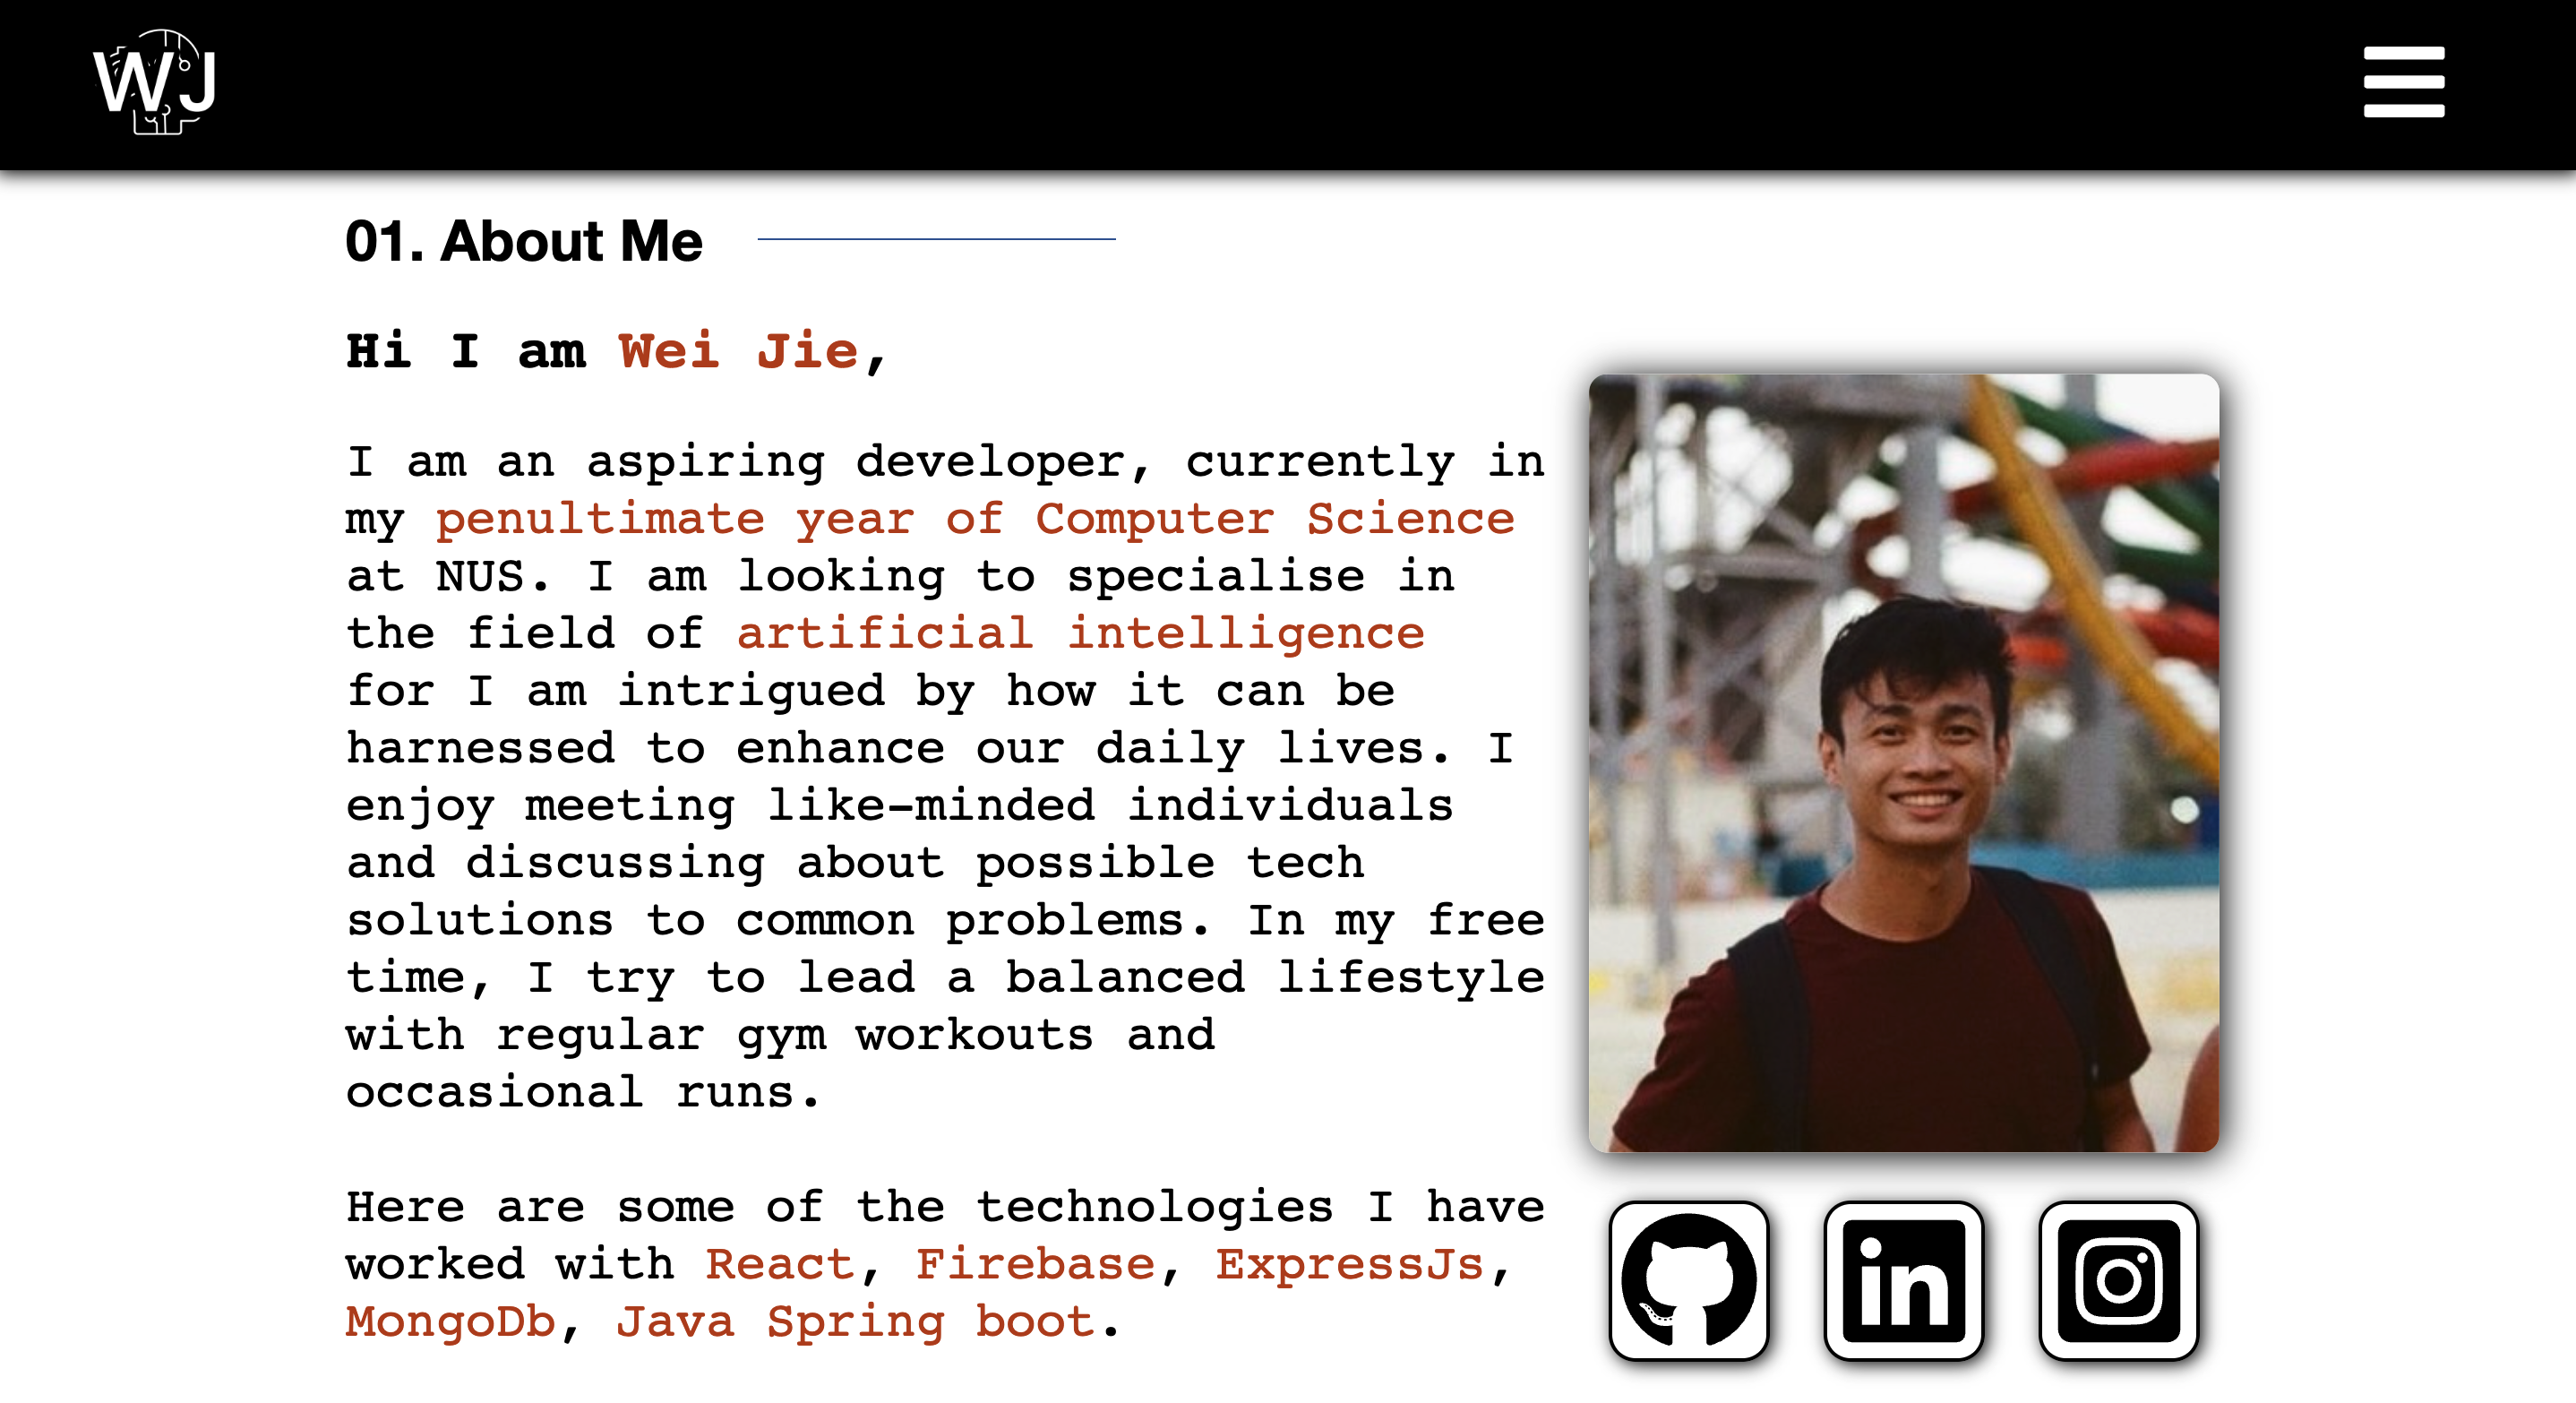 WJ
01. About Me
Hi I am Wei Jie,
I am an aspiring developer, currently in
my penultimate year of Computer Science
at NUS. I am looking to specialise in
the field of artificial intelligence
for I am intrigued by how it can be
harnessed to enhance our daily lives. I
enjoy meeting like-minded individuals
and discussing about possible tech
solutions to common problems. In my free
time, I try to lead a balanced lifestyle
with regular gym workouts and
occasional runs.
Here are some of the technologies I have
worked with React, Firebase, ExpressJs,
MongoDb, Java Spring boot.
in